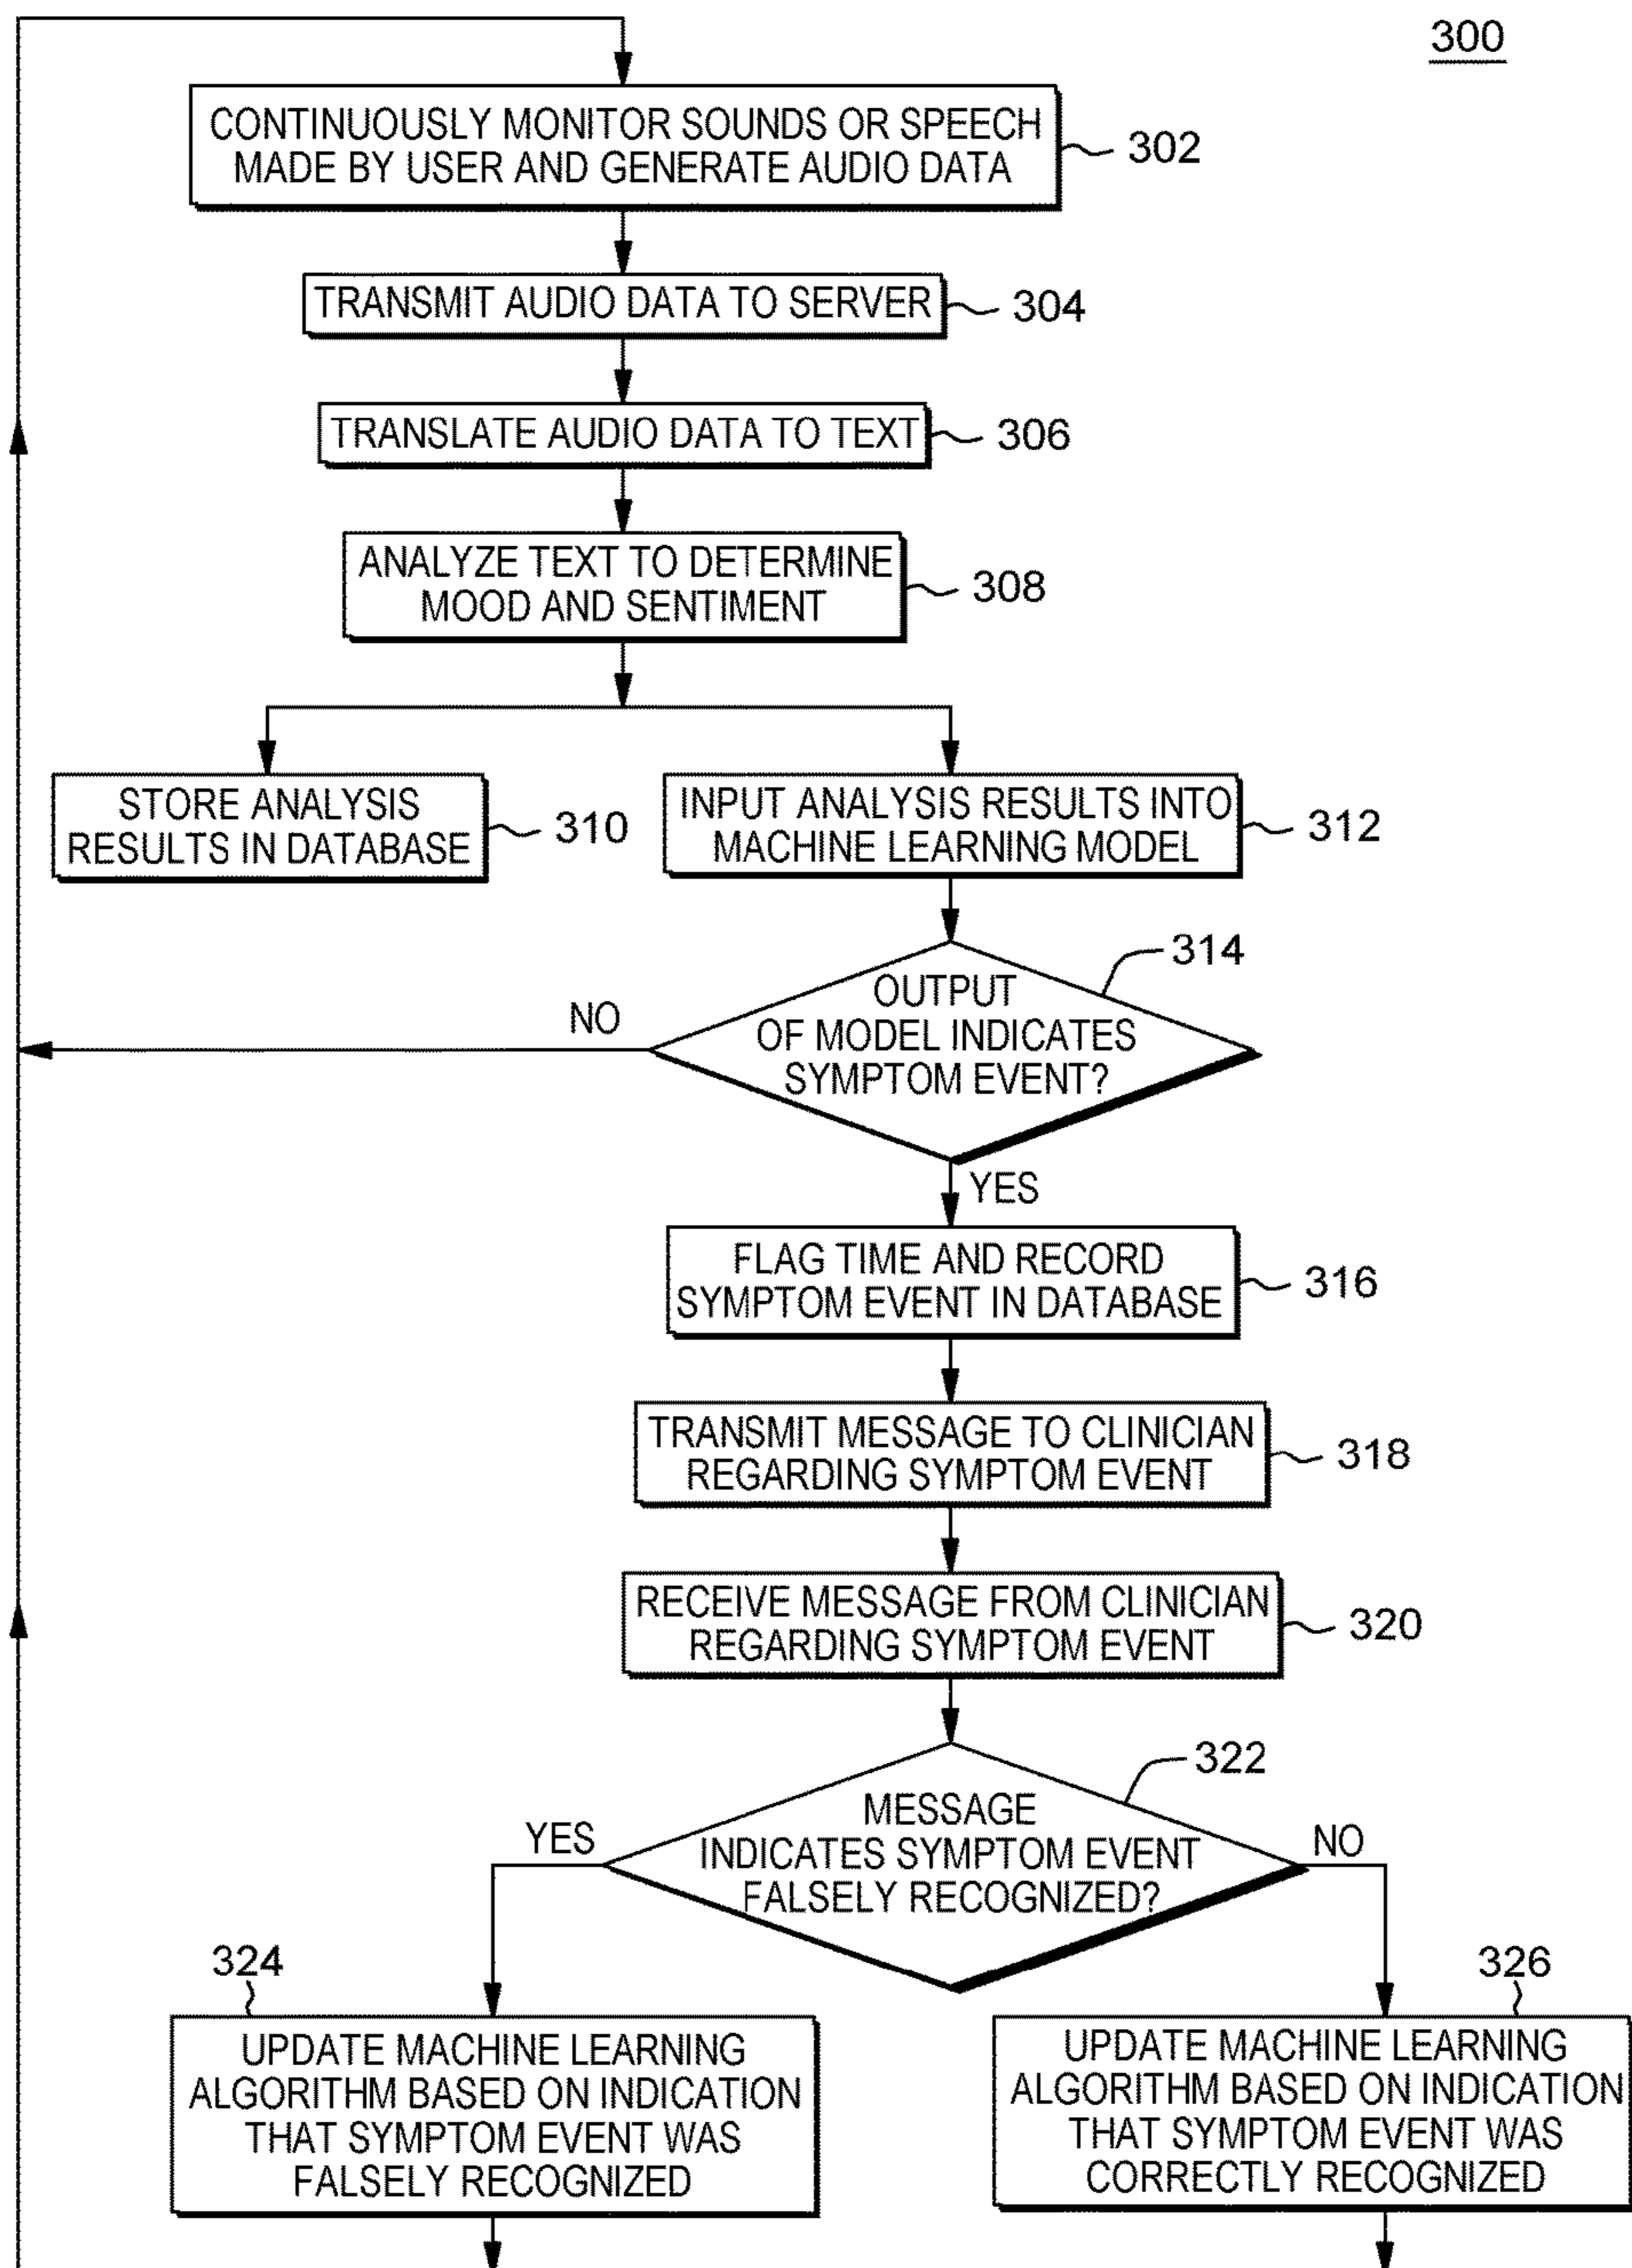 300
CONTINUOUSLY MONITOR SOUNDS OR SPEECH
MADE BY USER AND GENERATE AUDIO DATA
302
TRANSMIT AUDIO DATA TO SERVER
304
TRANSLATE AUDIO DATA TO TEXT
306
ANALYZE TEXT TO DETERMINE
MOOD AND SENTIMENT
308
STORE ANALYSIS
RESULTS IN DATABASE
310
INPUT ANALYSIS RESULTS INTO
MACHINE LEARNING MODEL
312
314
OUTPUT
OF MODEL INDICATES
SYMPTOM EVENT?
NO
YES
FLAG TIME AND RECORD
SYMPTOM EVENT IN DATABASE
316
TRANSMIT MESSAGE TO CLINICIAN
REGARDING SYMPTOM EVENT
318
RECEIVE MESSAGE FROM CLINICIAN
REGARDING SYMPTOM EVENT
320
322
MESSAGE
INDICATES SYMPTOM EVENT
FALSELY RECOGNIZED?
YES
NO
324
UPDATE MACHINE LEARNING
ALGORITHM BASED ON INDICATION
THAT SYMPTOM EVENT WAS
FALSELY RECOGNIZED
326
UPDATE MACHINE LEARNING
ALGORITHM BASED ON INDICATION
THAT SYMPTOM EVENT WAS
CORRECTLY RECOGNIZED